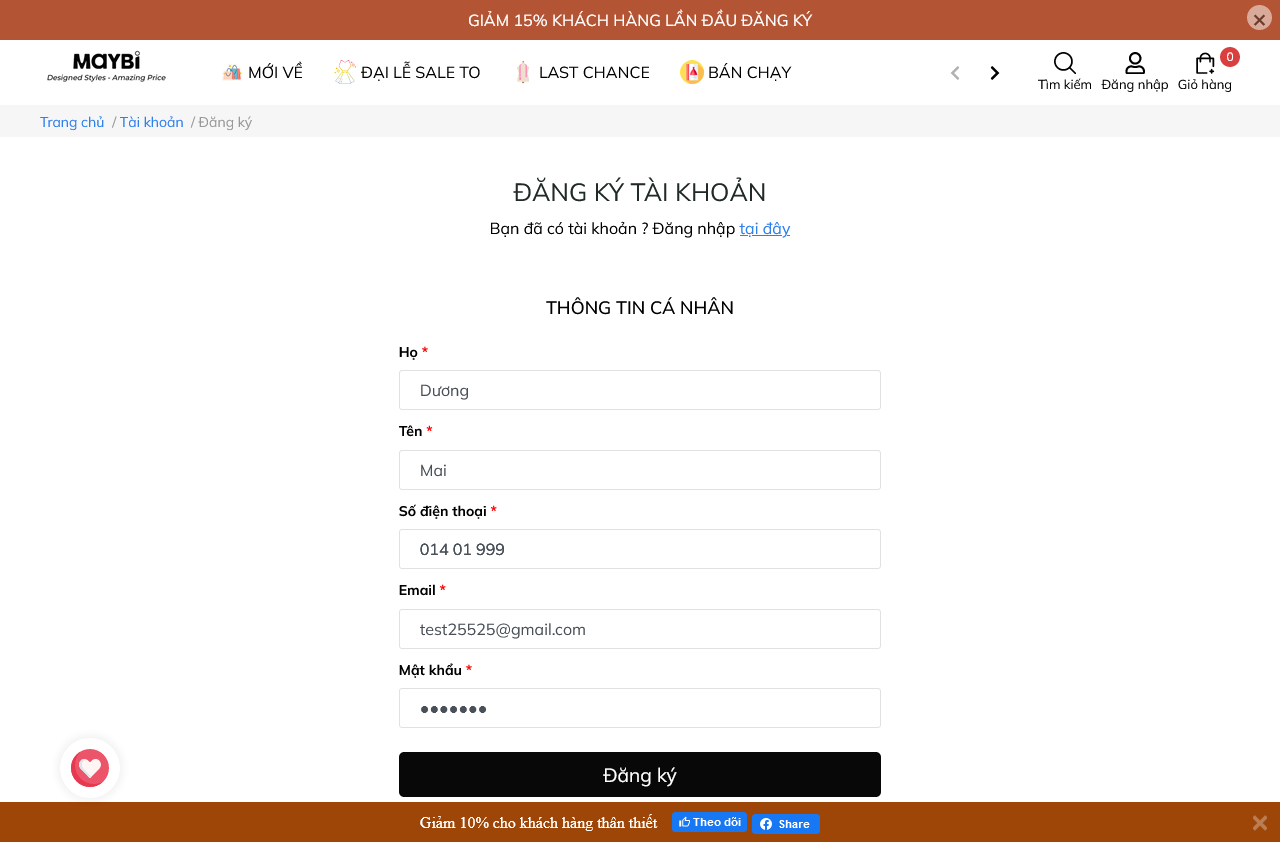 GIẢM 15% KHÁCH HÀNG LẦN ĐẦU ĐĂNG KÝ
MAYBi
Designed Styles - Amazing Price
MỚI VỀ
ĐẠI LỄ SALE TO
LAST CHANCE
BÁN CHẠY
Tìm kiếm
Đăng nhập
Giỏ hàng
0
Trang chủ / Tài khoản / Đăng ký
ĐĂNG KÝ TÀI KHOẢN
Bạn đã có tài khoản ? Đăng nhập tại đây
THÔNG TIN CÁ NHÂN
Họ *
Dương
Tên *
Mai
Số điện thoại *
014 01 999
Email *
test25525@gmail.com
Mật khẩu *
Đăng ký
Giảm 10% cho khách hàng thân thiết
Theo dõi
Share